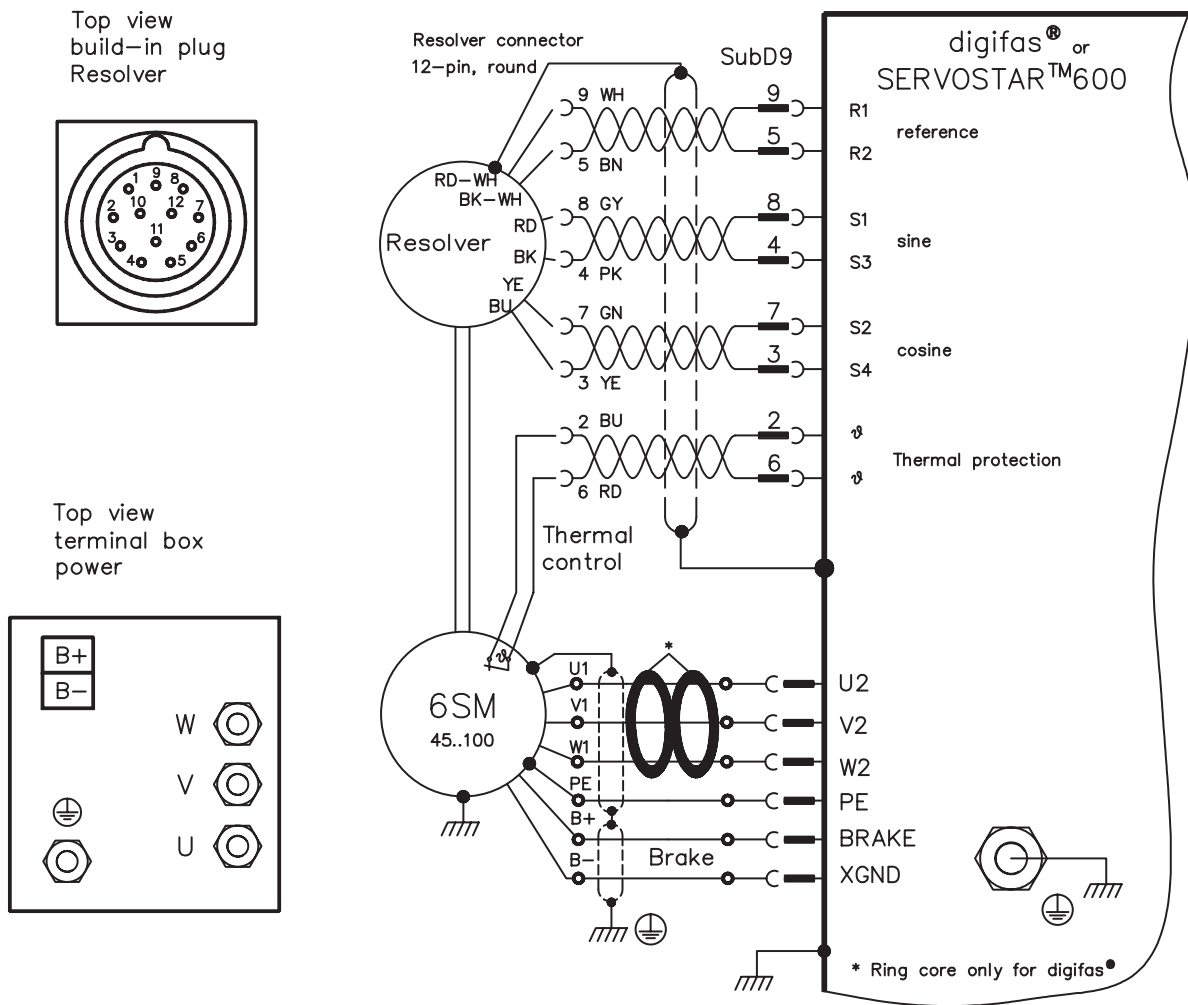 Top view
build-in plug
Resolver
1 9 8
2 10 12 7
3 11 6
4 5
Resolver connector
12-pin, round
SubD9
digifas® or
SERVOSTAR™600
9 WH 9 R1
reference
5 BN 5 R2
RD-WH
BK-WH
8 GY 8 S1
RD
Resolver
sine
BK
4 PK 4 S3
YE
BU
7 GN 7 S2
cosine
3 YE 3 S4
2 BU 2 ϑ
Thermal protection
6 RD 6 ϑ
Thermal
control
Top view
terminal box
power
B+
B-
W
V
U
ϑ
6SM
45..100
*
U1 U2
V1 V2
W1 W2
PE PE
B+ BRAKE
B- Brake XGND
* Ring core only for digifas®